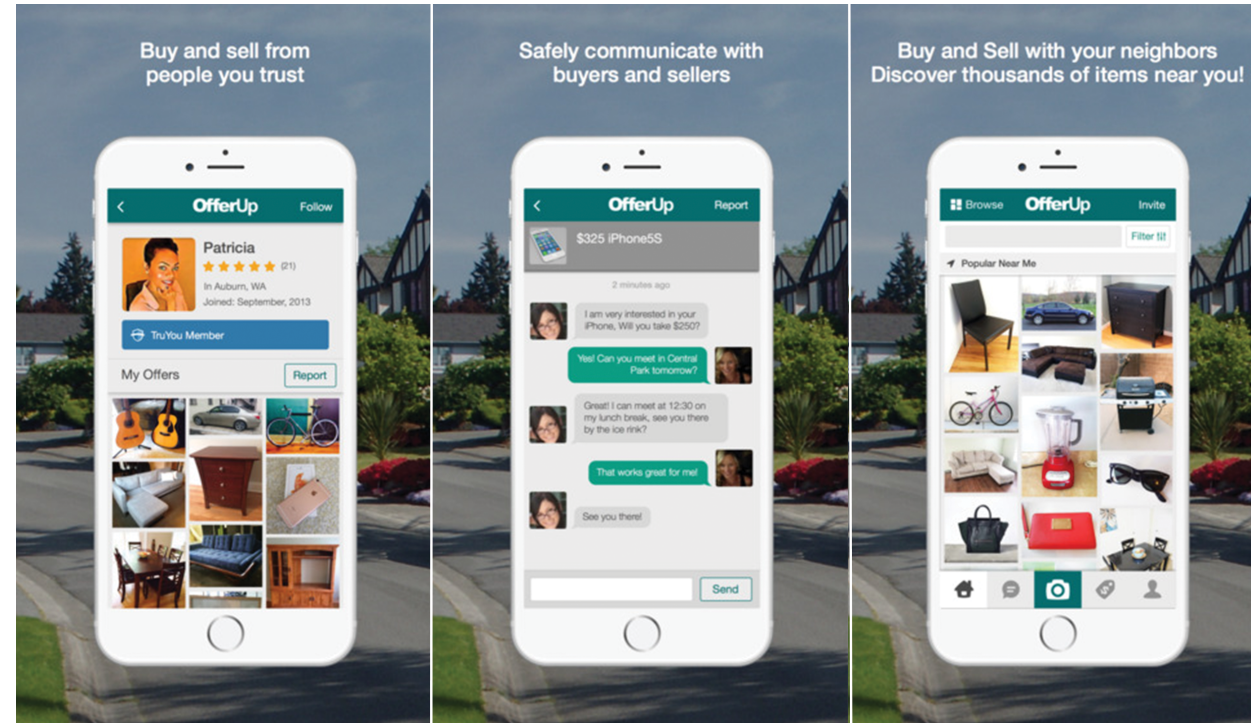 Buy and sell from
people you trust
OfferUp
Follow
Patricia
(21)
In Auburn, WA
Joined: September, 2013
TruYou Member
My Offers
Report
Safely communicate with
buyers and sellers
OfferUp
Report
$325 iPhone5S
2 minutes ago
I am very interested in your
iPhone, Will you take $250?
Yes! Can you meet in Central
Park tomorrow?
Great! I can meet at 12:30 on
my lunch break, see you there
by the ice rink?
That works great for me!
See you there!
Send
Buy and Sell with your neighbors
Discover thousands of items near you!
Browse
OfferUp
Invite
Filter
Popular Near Me